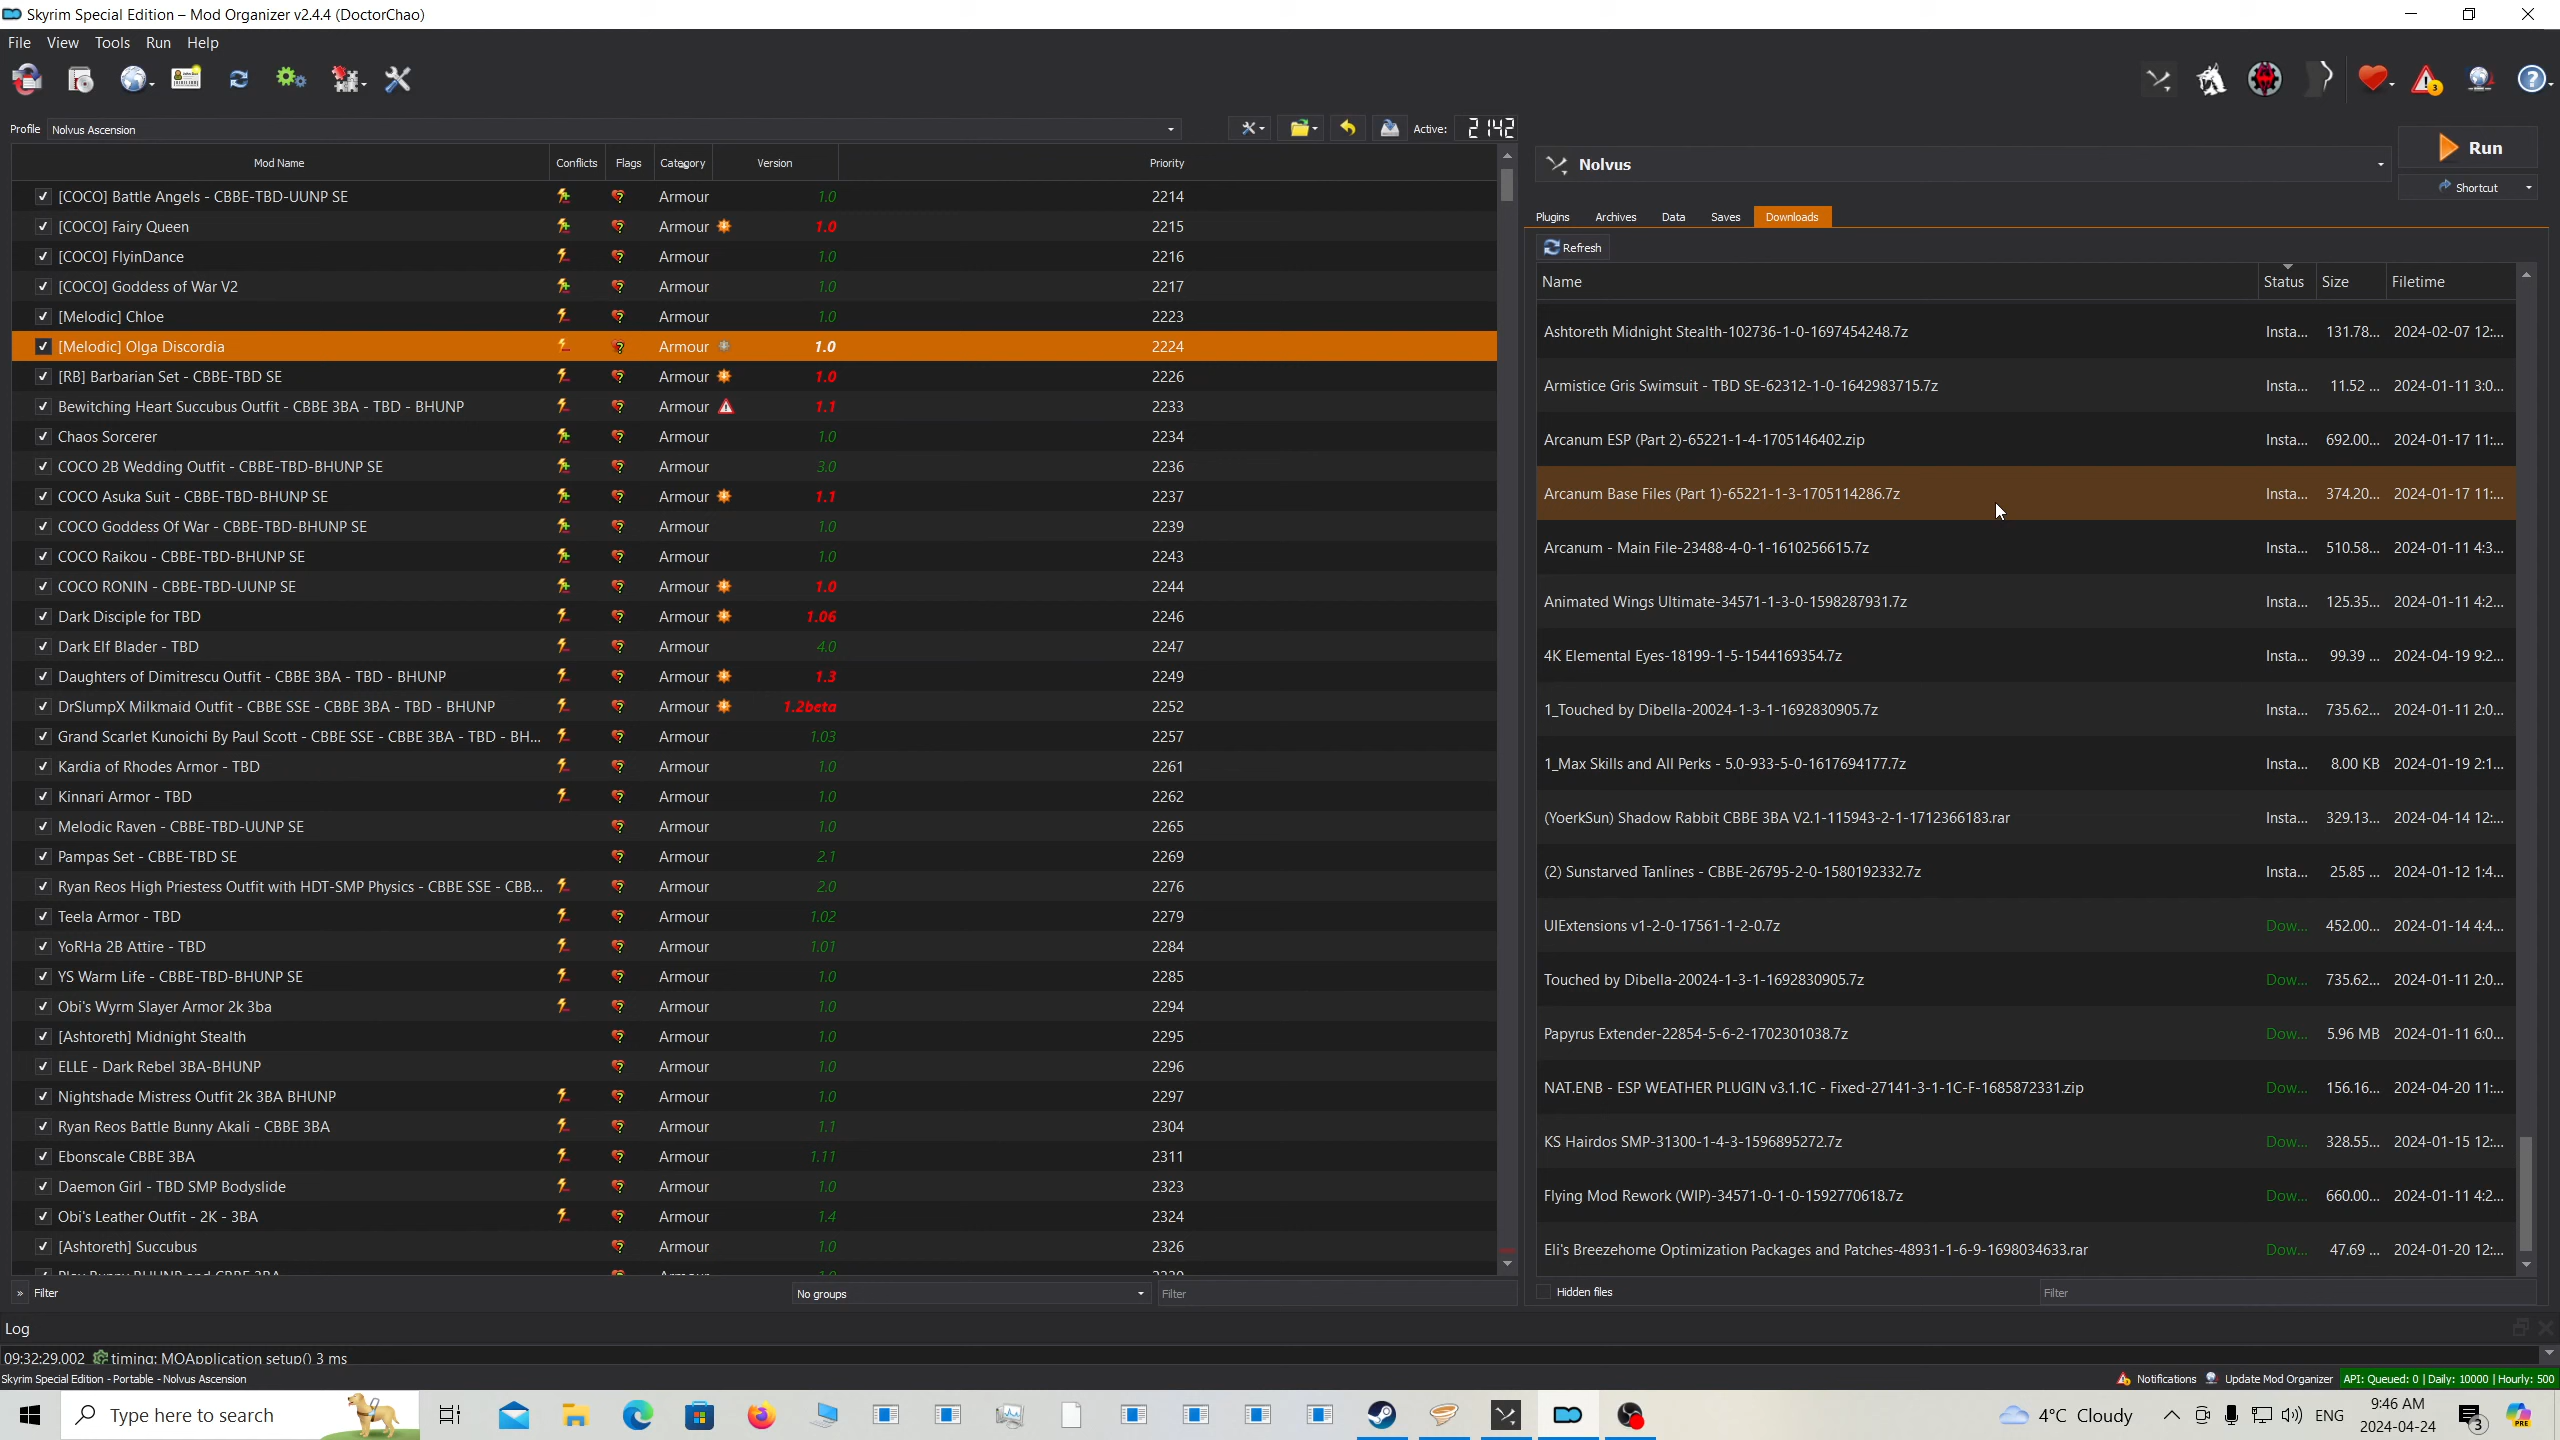 Skyrim Special Edition – Mod Organizer v2.4.4 (DoctorChao)
File View Tools Run Help
Profile Nolvus Ascension Active: 2142
Mod Name Conflicts Flags Category Version Priority
[COCO] Battle Angels - CBBE-TBD-UUNP SE Armour 1.0 2214
[COCO] Fairy Queen Armour 1.0 2215
[COCO] FlyinDance Armour 1.0 2216
[COCO] Goddess of War V2 Armour 1.0 2217
[Melodic] Chloe Armour 1.0 2223
[Melodic] Olga Discordia Armour 1.0 2224
[RB] Barbarian Set - CBBE-TBD SE Armour 1.0 2226
Bewitching Heart Succubus Outfit - CBBE 3BA - TBD - BHUNP Armour 1.1 2233
Chaos Sorcerer Armour 1.0 2234
COCO 2B Wedding Outfit - CBBE-TBD-BHUNP SE Armour 3.0 2236
COCO Asuka Suit - CBBE-TBD-BHUNP SE Armour 1.1 2237
COCO Goddess Of War - CBBE-TBD-BHUNP SE Armour 1.0 2239
COCO Raikou - CBBE-TBD-BHUNP SE Armour 1.0 2243
COCO RONIN - CBBE-TBD-UUNP SE Armour 1.0 2244
Dark Disciple for TBD Armour 1.06 2246
Dark Elf Blader - TBD Armour 4.0 2247
Daughters of Dimitrescu Outfit - CBBE 3BA - TBD - BHUNP Armour 1.3 2249
DrSlumpX Milkmaid Outfit - CBBE SSE - CBBE 3BA - TBD - BHUNP Armour 1.2beta 2252
Grand Scarlet Kunoichi By Paul Scott - CBBE SSE - CBBE 3BA - TBD - BH... Armour 1.03 2257
Kardia of Rhodes Armor - TBD Armour 1.0 2261
Kinnari Armor - TBD Armour 1.0 2262
Melodic Raven - CBBE-TBD-UUNP SE Armour 1.0 2265
Pampas Set - CBBE-TBD SE Armour 2.1 2269
Ryan Reos High Priestess Outfit with HDT-SMP Physics - CBBE SSE - CBB... Armour 2.0 2276
Teela Armor - TBD Armour 1.02 2279
YoRHa 2B Attire - TBD Armour 1.01 2284
YS Warm Life - CBBE-TBD-BHUNP SE Armour 1.0 2285
Obi's Wyrm Slayer Armor 2k 3ba Armour 1.0 2294
[Ashtoreth] Midnight Stealth Armour 1.0 2295
ELLE - Dark Rebel 3BA-BHUNP Armour 1.0 2296
Nightshade Mistress Outfit 2k 3BA BHUNP Armour 1.0 2297
Ryan Reos Battle Bunny Akali - CBBE 3BA Armour 1.1 2304
Ebonscale CBBE 3BA Armour 1.11 2311
Daemon Girl - TBD SMP Bodyslide Armour 1.0 2323
Obi's Leather Outfit - 2K - 3BA Armour 1.4 2324
[Ashtoreth] Succubus Armour 1.0 2326
» Filter No groups Filter
Nolvus
Run
Shortcut
Plugins Archives Data Saves Downloads
Refresh
Name Status Size Filetime
Ashtoreth Midnight Stealth-102736-1-0-1697454248.7z Insta... 131.78... 2024-02-07 12:...
Armistice Gris Swimsuit - TBD SE-62312-1-0-1642983715.7z Insta... 11.52 ... 2024-01-11 3:0...
Arcanum ESP (Part 2)-65221-1-4-1705146402.zip Insta... 692.00... 2024-01-17 11:...
Arcanum Base Files (Part 1)-65221-1-3-1705114286.7z Insta... 374.20... 2024-01-17 11:...
Arcanum - Main File-23488-4-0-1-1610256615.7z Insta... 510.58... 2024-01-11 4:3...
Animated Wings Ultimate-34571-1-3-0-1598287931.7z Insta... 125.35... 2024-01-11 4:2...
4K Elemental Eyes-18199-1-5-1544169354.7z Insta... 99.39 ... 2024-04-19 9:2...
1_Touched by Dibella-20024-1-3-1-1692830905.7z Insta... 735.62... 2024-01-11 2:0...
1_Max Skills and All Perks - 5.0-933-5-0-1617694177.7z Insta... 8.00 KB 2024-01-19 2:1...
(YoerkSun) Shadow Rabbit CBBE 3BA V2.1-115943-2-1-1712366183.rar Insta... 329.13... 2024-04-14 12:...
(2) Sunstarved Tanlines - CBBE-26795-2-0-1580192332.7z Insta... 25.85 ... 2024-01-12 1:4...
UIExtensions v1-2-0-17561-1-2-0.7z Dow... 452.00... 2024-01-14 4:4...
Touched by Dibella-20024-1-3-1-1692830905.7z Dow... 735.62... 2024-01-11 2:0...
Papyrus Extender-22854-5-6-2-1702301038.7z Dow... 5.96 MB 2024-01-11 6:0...
NAT.ENB - ESP WEATHER PLUGIN v3.1.1C - Fixed-27141-3-1-1C-F-1685872331.zip Dow... 156.16... 2024-04-20 11:...
KS Hairdos SMP-31300-1-4-3-1596895272.7z Dow... 328.55... 2024-01-15 12:...
Flying Mod Rework (WIP)-34571-0-1-0-1592770618.7z Dow... 660.00... 2024-01-11 4:2...
Eli's Breezehome Optimization Packages and Patches-48931-1-6-9-1698034633.rar Dow... 47.69 ... 2024-01-20 12:...
Hidden files Filter
Log
09:32:29.002 timing: MOApplication setup() 3 ms
Skyrim Special Edition - Portable - Nolvus Ascension Notifications Update Mod Organizer API: Queued: 0 | Daily: 10000 | Hourly: 500
Type here to search 4°C Cloudy ENG 9:46 AM
2024-04-24 3
PRE